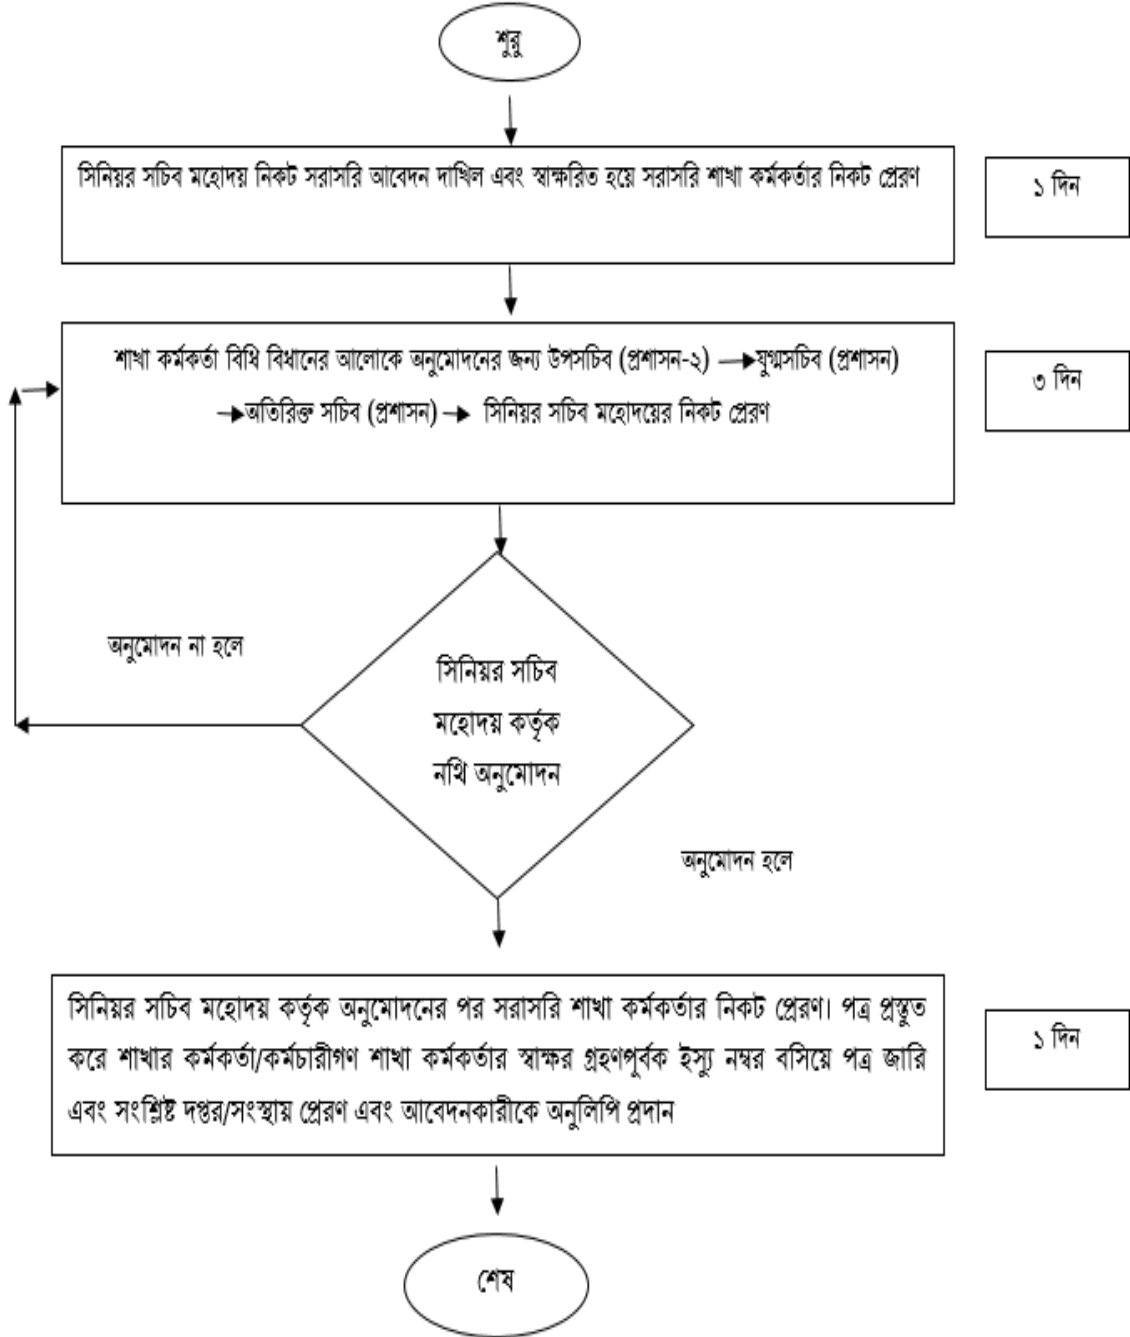 শুরু
সিনিয়র সচিব মহোদয় নিকট সরাসরি আবেদন দাখিল এবং স্বাক্ষরিত হয়ে সরাসরি শাখা কর্মকর্তার নিকট প্রেরণ
১ দিন
শাখা কর্মকর্তা বিধি বিধানের আলোকে অনুমোদনের জন্য উপসচিব (প্রশাসন-২) → যুগ্মসচিব (প্রশাসন)
→ অতিরিক্ত সচিব (প্রশাসন) → সিনিয়র সচিব মহোদয়ের নিকট প্রেরণ
৩ দিন
অনুমোদন না হলে
সিনিয়র সচিব
মহোদয় কর্তৃক
নথি অনুমোদন
অনুমোদন হলে
সিনিয়র সচিব মহোদয় কর্তৃক অনুমোদনের পর সরাসরি শাখা কর্মকর্তার নিকট প্রেরণ। পত্র প্রস্তুত
করে শাখার কর্মকর্তা/কর্মচারীগণ শাখা কর্মকর্তার স্বাক্ষর গ্রহণপূর্বক ইস্যু নম্বর বসিয়ে পত্র জারি
এবং সংশ্লিষ্ট দপ্তর/সংস্থায় প্রেরণ এবং আবেদনকারীকে অনুলিপি প্রদান
১ দিন
শেষ